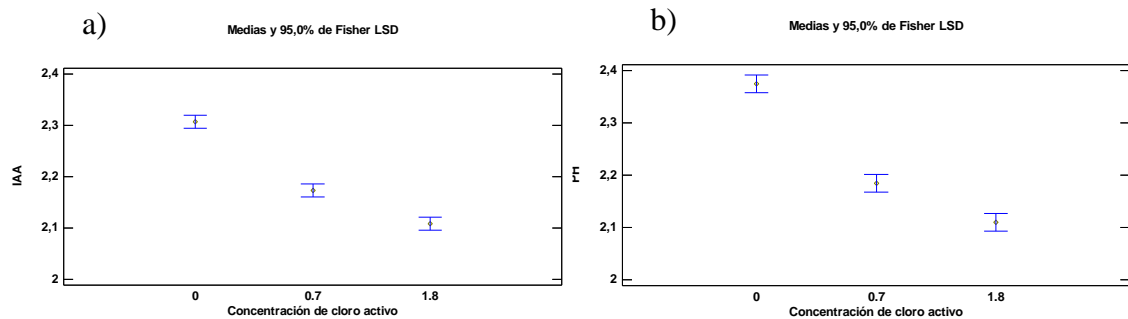 a)
Medias y 95,0% de Fisher LSD
2,4
2,3
2,2
2,1
2
IAA
0
0.7
1.8
Concentración de cloro activo
b)
Medias y 95,0% de Fisher LSD
2,4
2,3
2,2
2,1
2
0
0.7
1.8
Concentración de cloro activo